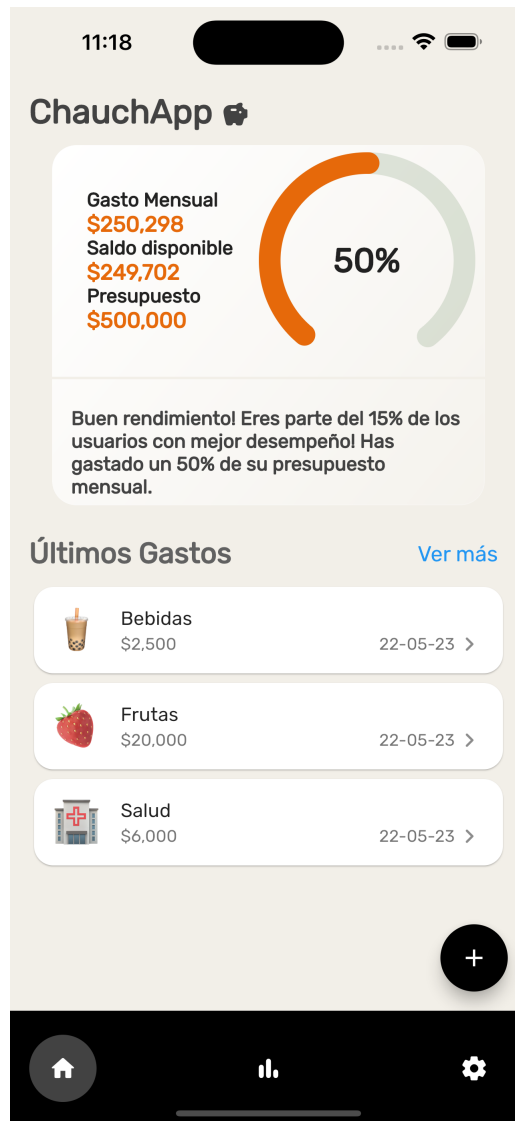 11:18
ChauchApp
Gasto Mensual
$250,298
Saldo disponible
$249,702
Presupuesto
$500,000
50%
Buen rendimiento! Eres parte del 15% de los
usuarios con mejor desempeño! Has
gastado un 50% de su presupuesto
mensual.
Últimos Gastos
Ver más
Bebidas
$2,500
22-05-23
Frutas
$20,000
22-05-23
Salud
$6,000
22-05-23